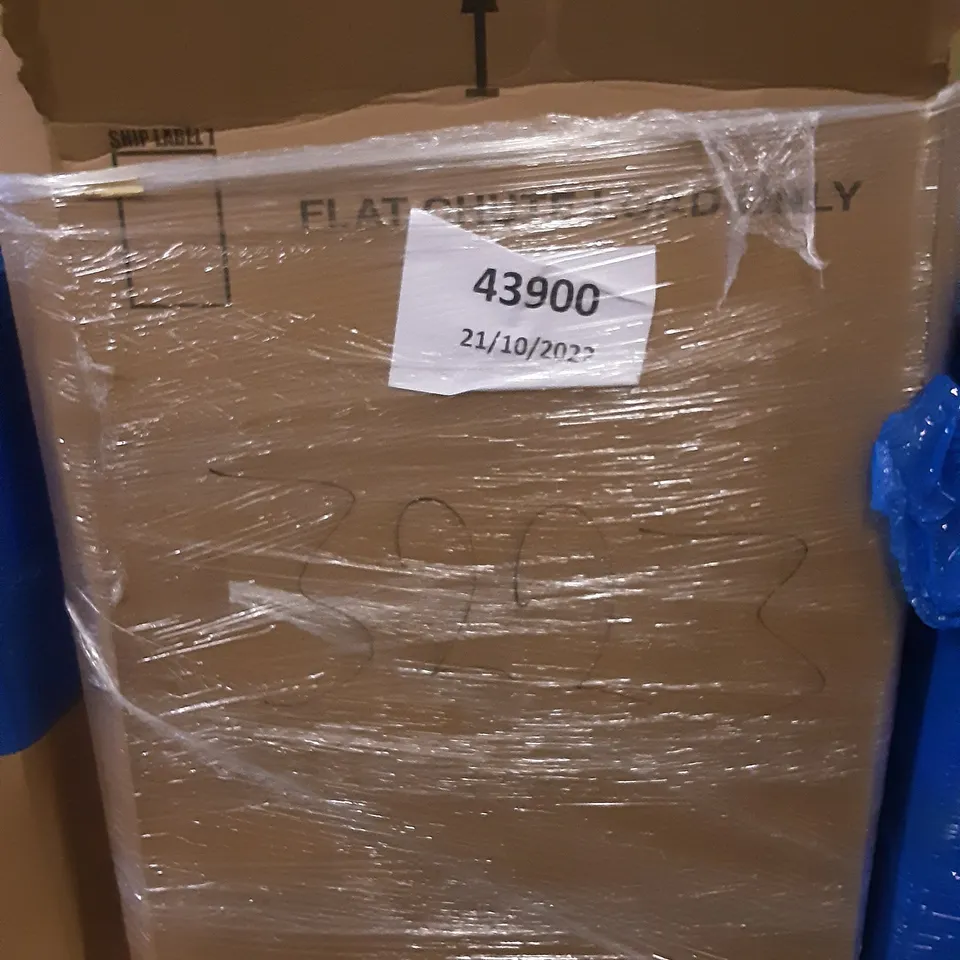 SHIP LABEL 1
FLAT CHUTE LOAD ONLY
43900
21/10/2022